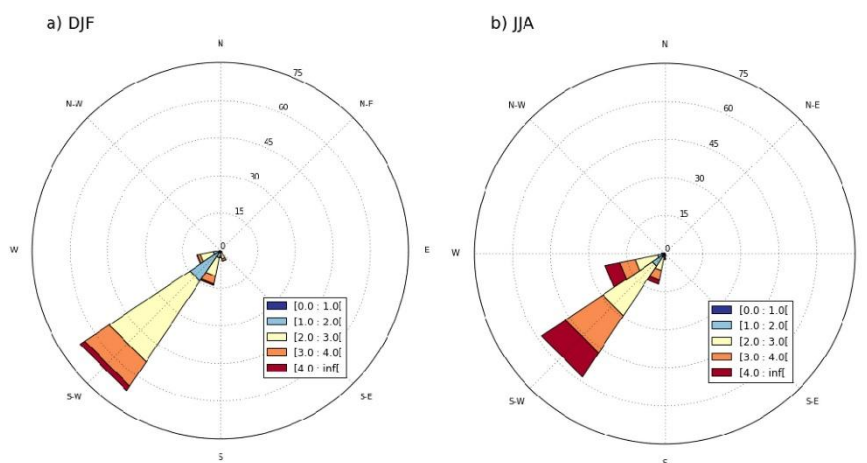 a) DJF
N
N-W
N-F
75
60
45
30
15
0
W
E
[0.0 : 1.0[
[1.0 : 2.0[
[2.0 : 3.0[
[3.0 : 4.0[
[4.0 : inf[
S-W
S-E
S
b) JJA
N
N-W
N-E
75
60
45
30
15
0
W
E
[0.0 : 1.0[
[1.0 : 2.0[
[2.0 : 3.0[
[3.0 : 4.0[
[4.0 : inf[
S-W
S-E
S